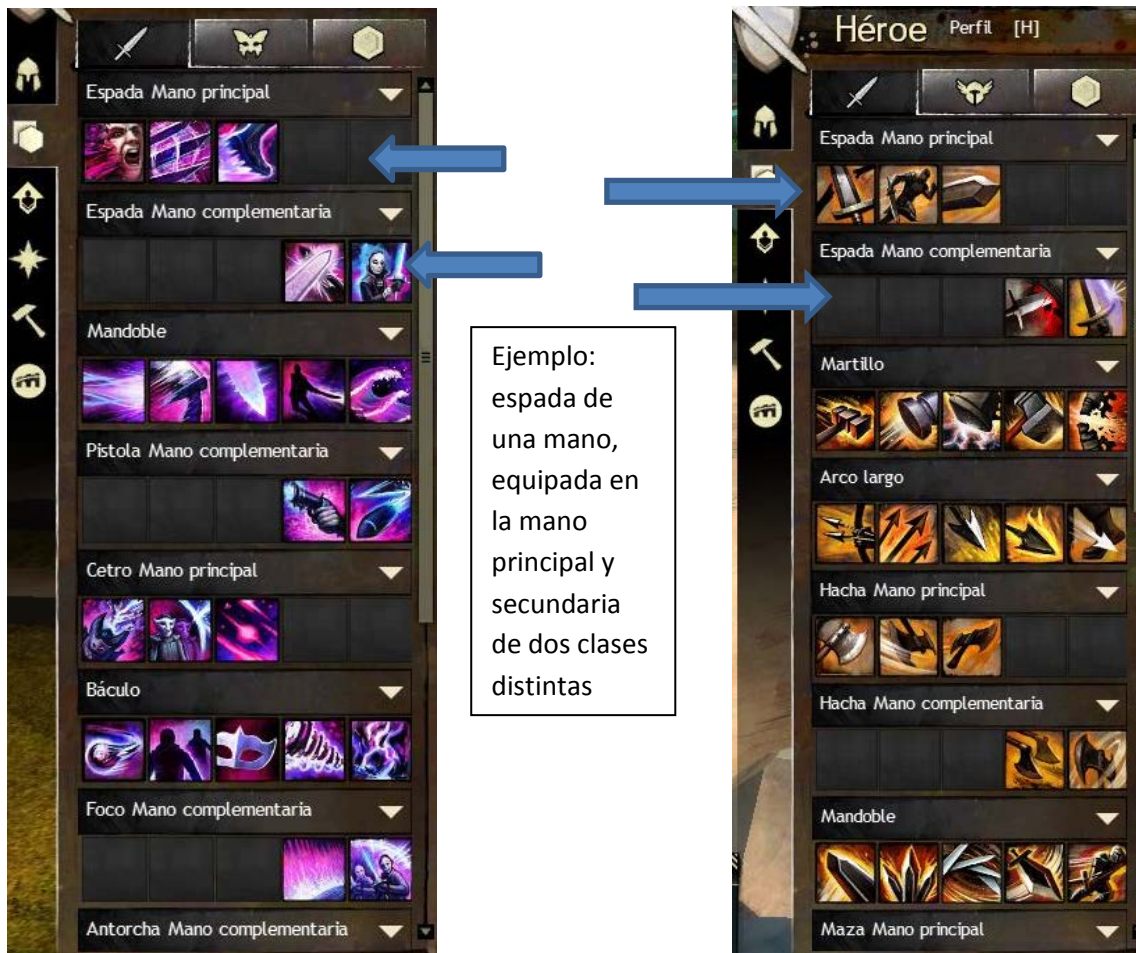 Espada Mano principal
Espada Mano complementaria
Mandoble
Pistola Mano complementaria
Cetro Mano principal
Báculo
Foco Mano complementaria
Antorcha Mano complementaria
Ejemplo:
espada de
una mano,
equipada en
la mano
principal y
secundaria
de dos clases
distintas
Héroe Perfil [H]
Espada Mano principal
Espada Mano complementaria
Martillo
Arco largo
Hacha Mano principal
Hacha Mano complementaria
Mandoble
Maza Mano principal